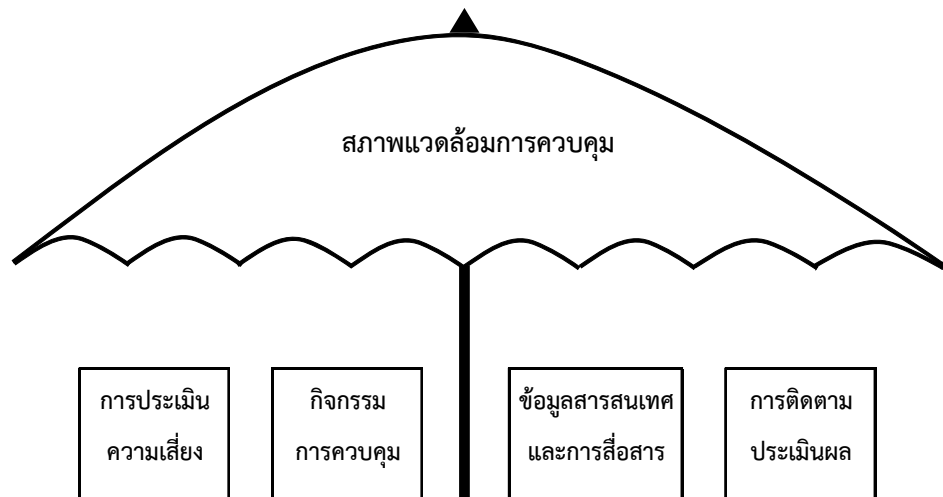 สภาพแวดล้อมการควบคุม
การประเมิน
ความเสี่ยง
กิจกรรม
การควบคุม
ข้อมูลสารสนเทศ
และการสื่อสาร
การติดตาม
ประเมินผล